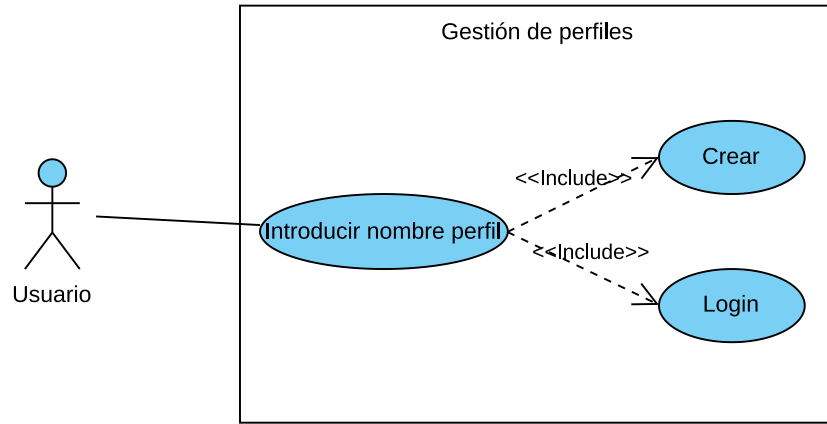 Gestión de perfiles
Crear
<<Include>>
Introducir nombre perfil
<<Include>>
Usuario
Login